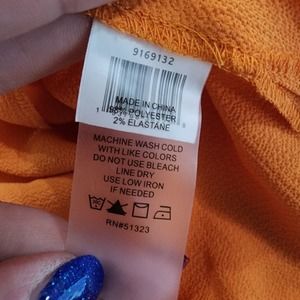 9169132
MADE IN CHINA
98% POLYESTER
2% ELASTANE
MACHINE WASH COLD
WITH LIKE COLORS
DO NOT USE BLEACH
LINE DRY
USE LOW IRON
IF NEEDED
RN#51323